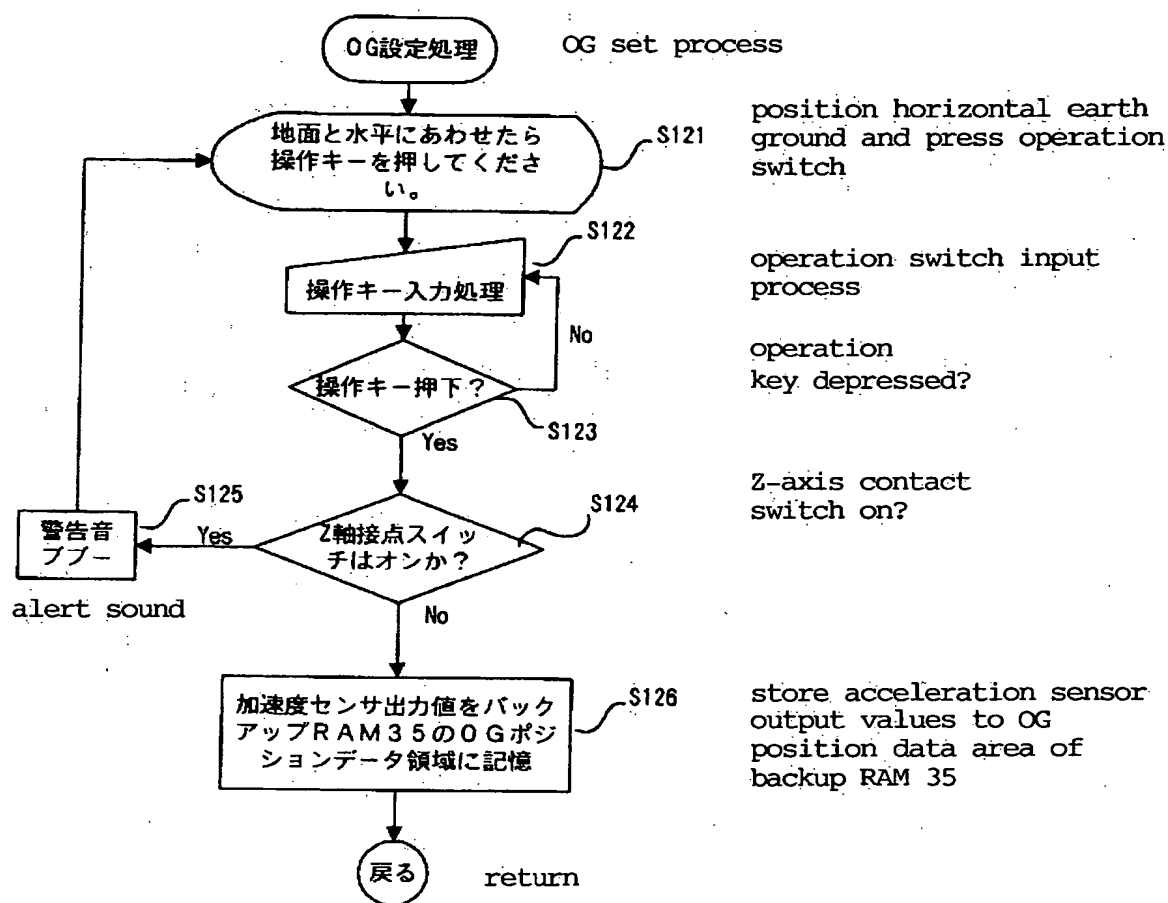 OG設定処理
OG set process
地面と水平にあわせたら
操作キーを押してくださ
い。
S121
position horizontal earth
ground and press operation
switch
S122
操作キー入力処理
operation switch input
process
No
操作キー押下？
S123
operation
key depressed?
Yes
S124
Z軸接点スイッ
チはオンか？
Z-axis contact
switch on?
S125
警告音
ブブー
Yes
alert sound
No
加速度センサ出力値をバック
アップRAM35のOGポジ
ションデータ領域に記憶
S126
store acceleration sensor
output values to OG
position data area of
backup RAM 35
戻る
return